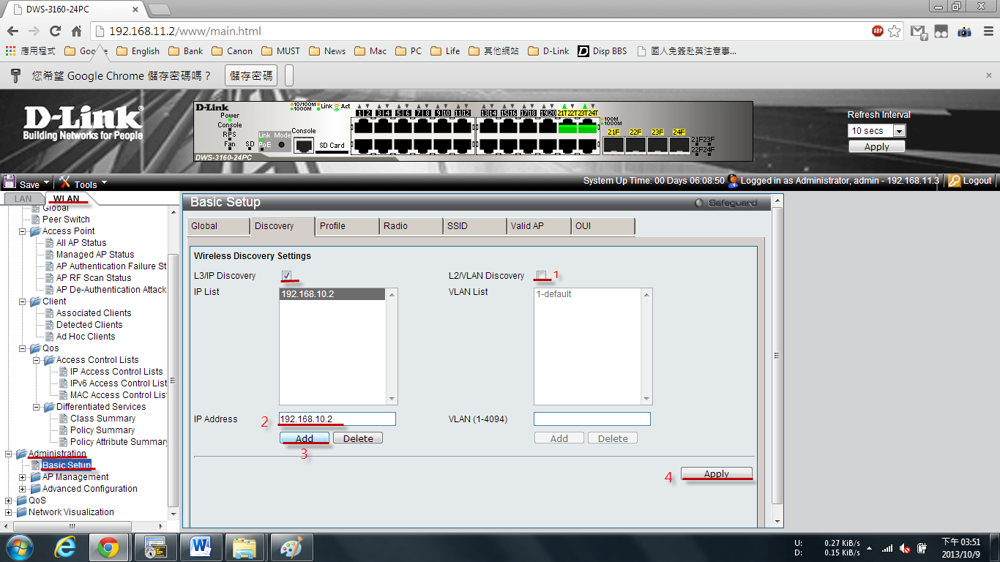 DWS-3160-24PC
192.168.11.2/www/main.html
ABP
應用程式 Google English Bank Canon MUST News Mac PC Life 其他網站 D-Link Disp BBS 國人免簽赴英注意事...
您希望 Google Chrome 儲存密碼嗎？ 儲存密碼
D-Link
Building Networks for People
D-Link
Power
Console
RPS
Fan SD
Link Mode
PoE
Console
SD Card
10/100M
1000M
Link Act
1 2 3 4 5 6 7 8 9 10 11 12 13 14 15 16 17 18 19 20 21T 22T 23T 24T
100M
1000M
21F 22F 23F 24F
21F 23F
22F 24F
DWS-3160-24PC
Refresh Interval
10 secs
Apply
Save Tools
System Up Time: 00 Days 06:08:50 Logged in as Administrator, admin - 192.168.11.3 Logout
LAN WLAN
Global
Peer Switch
Access Point
All AP Status
Managed AP Status
AP Authentication Failure St
AP RF Scan Status
AP De-Authentication Attack
Client
Associated Clients
Detected Clients
Ad Hoc Clients
Qos
Access Control Lists
IP Access Control Lists
IPv6 Access Control List
MAC Access Control List
Differentiated Services
Class Summary
Policy Summary
Policy Attribute Summary
Administration
Basic Setup
AP Management
Advanced Configuration
QoS
Network Visualization
Basic Setup
Safeguard
Global Discovery Profile Radio SSID Valid AP OUI
Wireless Discovery Settings
L3/IP Discovery L2/VLAN Discovery 1
IP List 192.168.10.2 VLAN List 1-default
IP Address 2 192.168.10.2 VLAN (1-4094)
Add Delete Add Delete
3
4 Apply
U: 0.27 KiB/s
D: 0.15 KiB/s
下午 03:51
2013/10/9